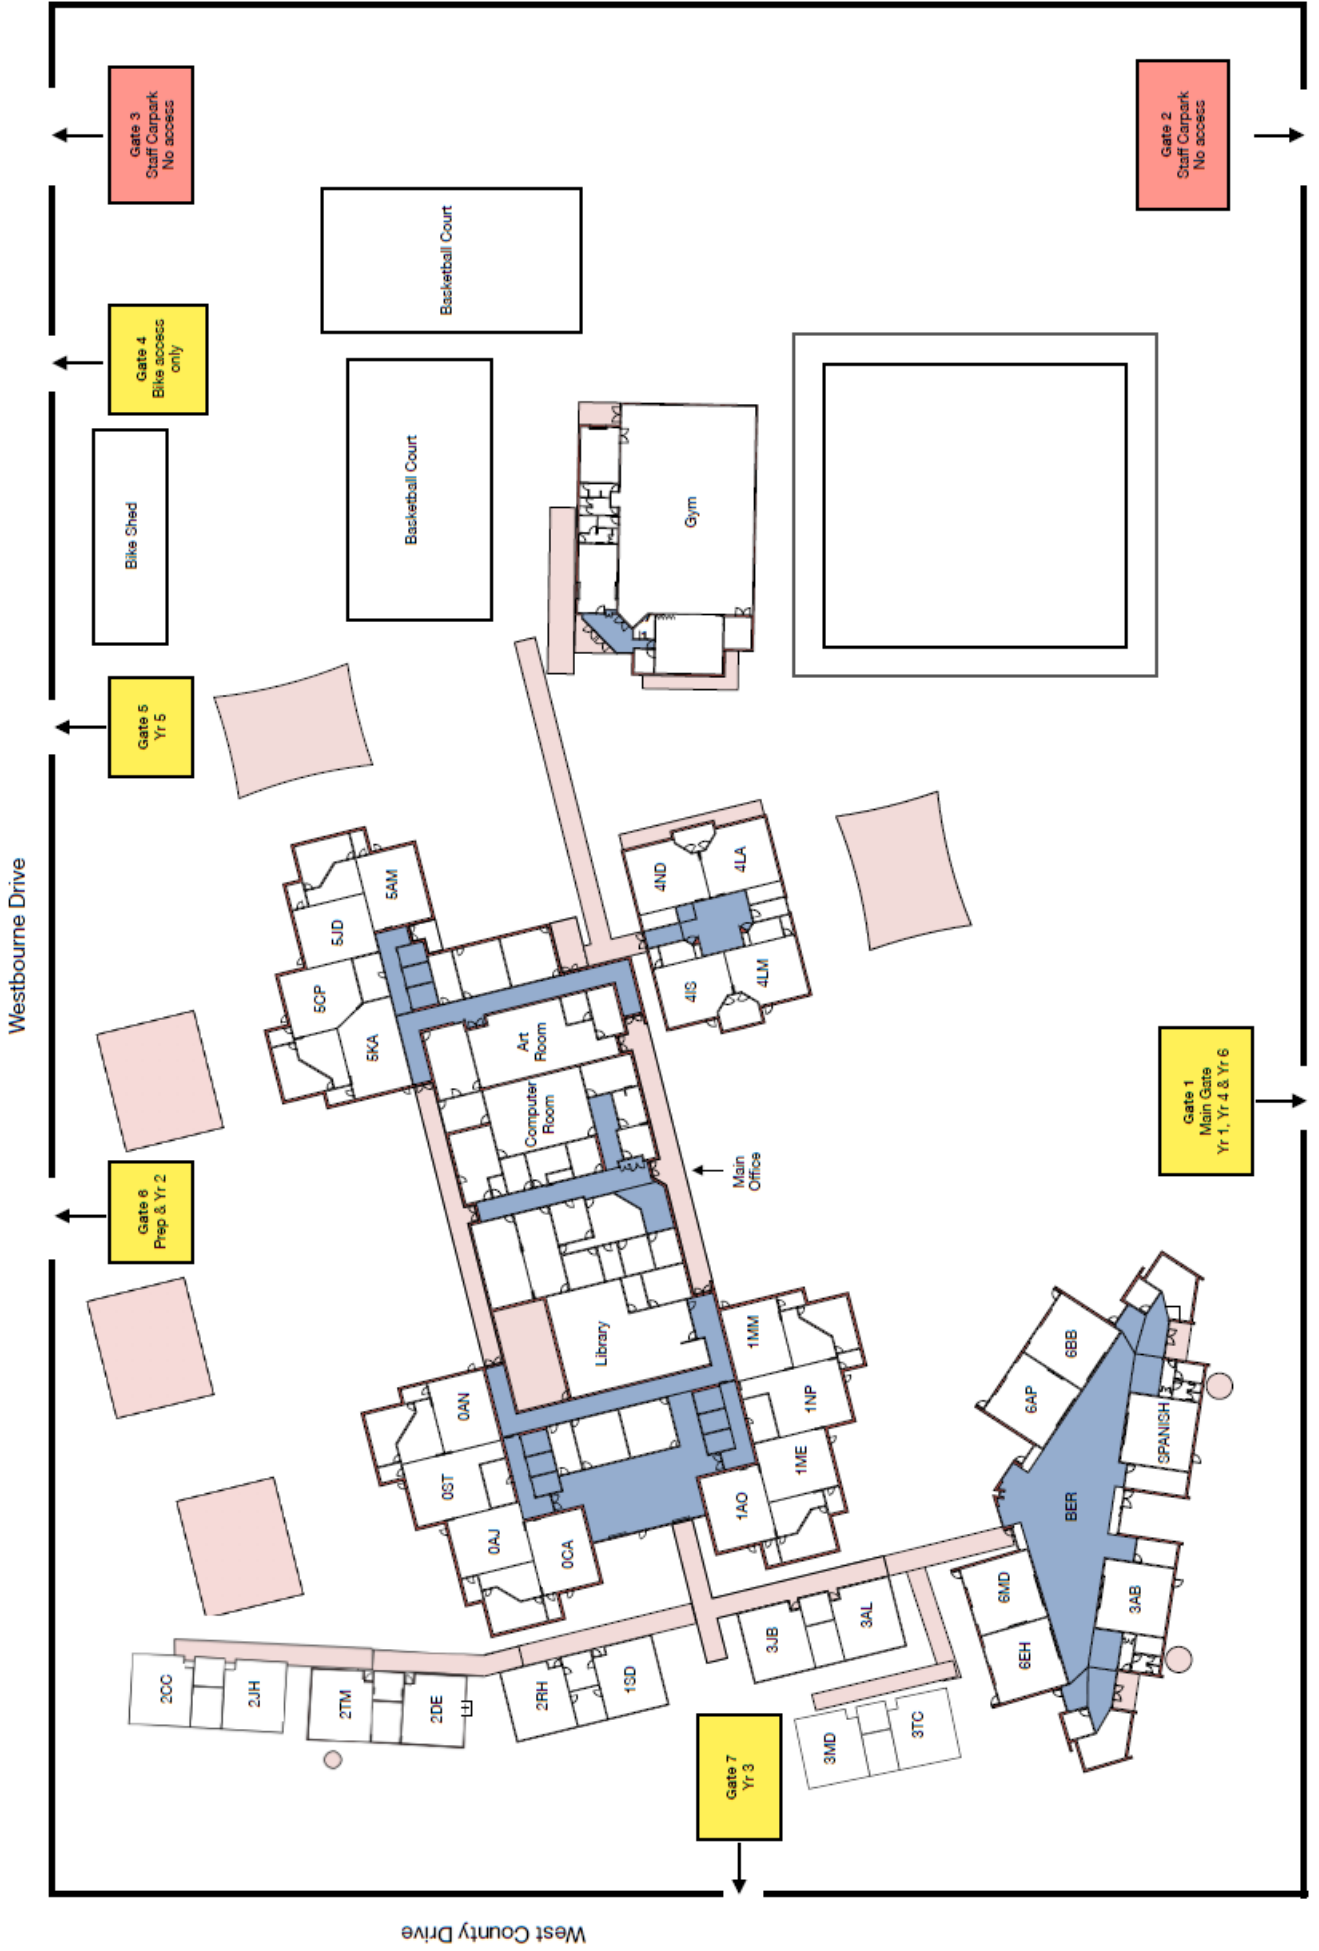 Westbourne Drive
Gate 3
Staff Carpark
No access
Gate 2
Staff Carpark
No access
Gate 4
Bike access
only
Basketball Court
Bike Shed
Basketball Court
Gym
Gate 5
Yr 5
5AM
5JD
5CP
5KA
4ND
4LA
4IS
4LM
Art
Room
Computer
Room
Main
Office
Gate 1
Main Gate
Yr 1, Yr 4 & Yr 6
Gate 6
Prep & Yr 2
Library
0AN
0ST
0AJ
0CA
1MM
1NP
1ME
1AO
6BB
6AP
SPANISH
BER
6MD
6EH
3AB
3JB
3AL
3MD
3TC
2CC
2JH
2TM
2DE
2RH
1SD
Gate 7
Yr 3
West County Drive